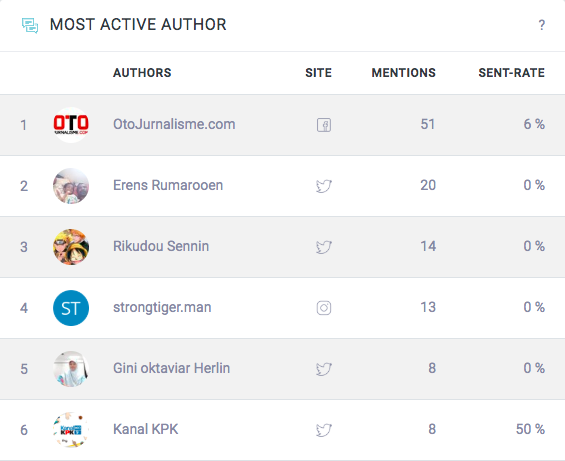 MOST ACTIVE AUTHOR ?
AUTHORS SITE MENTIONS SENT-RATE
1 OTO JURNALISME.COM OtoJurnalisme.com 51 6 %
2 Erens Rumarooen 20 0 %
3 Rikudou Sennin 14 0 %
4 ST strongtiger.man 13 0 %
5 Gini oktaviar Herlin 8 0 %
6 Kanal KPK Kanal KPK 8 50 %